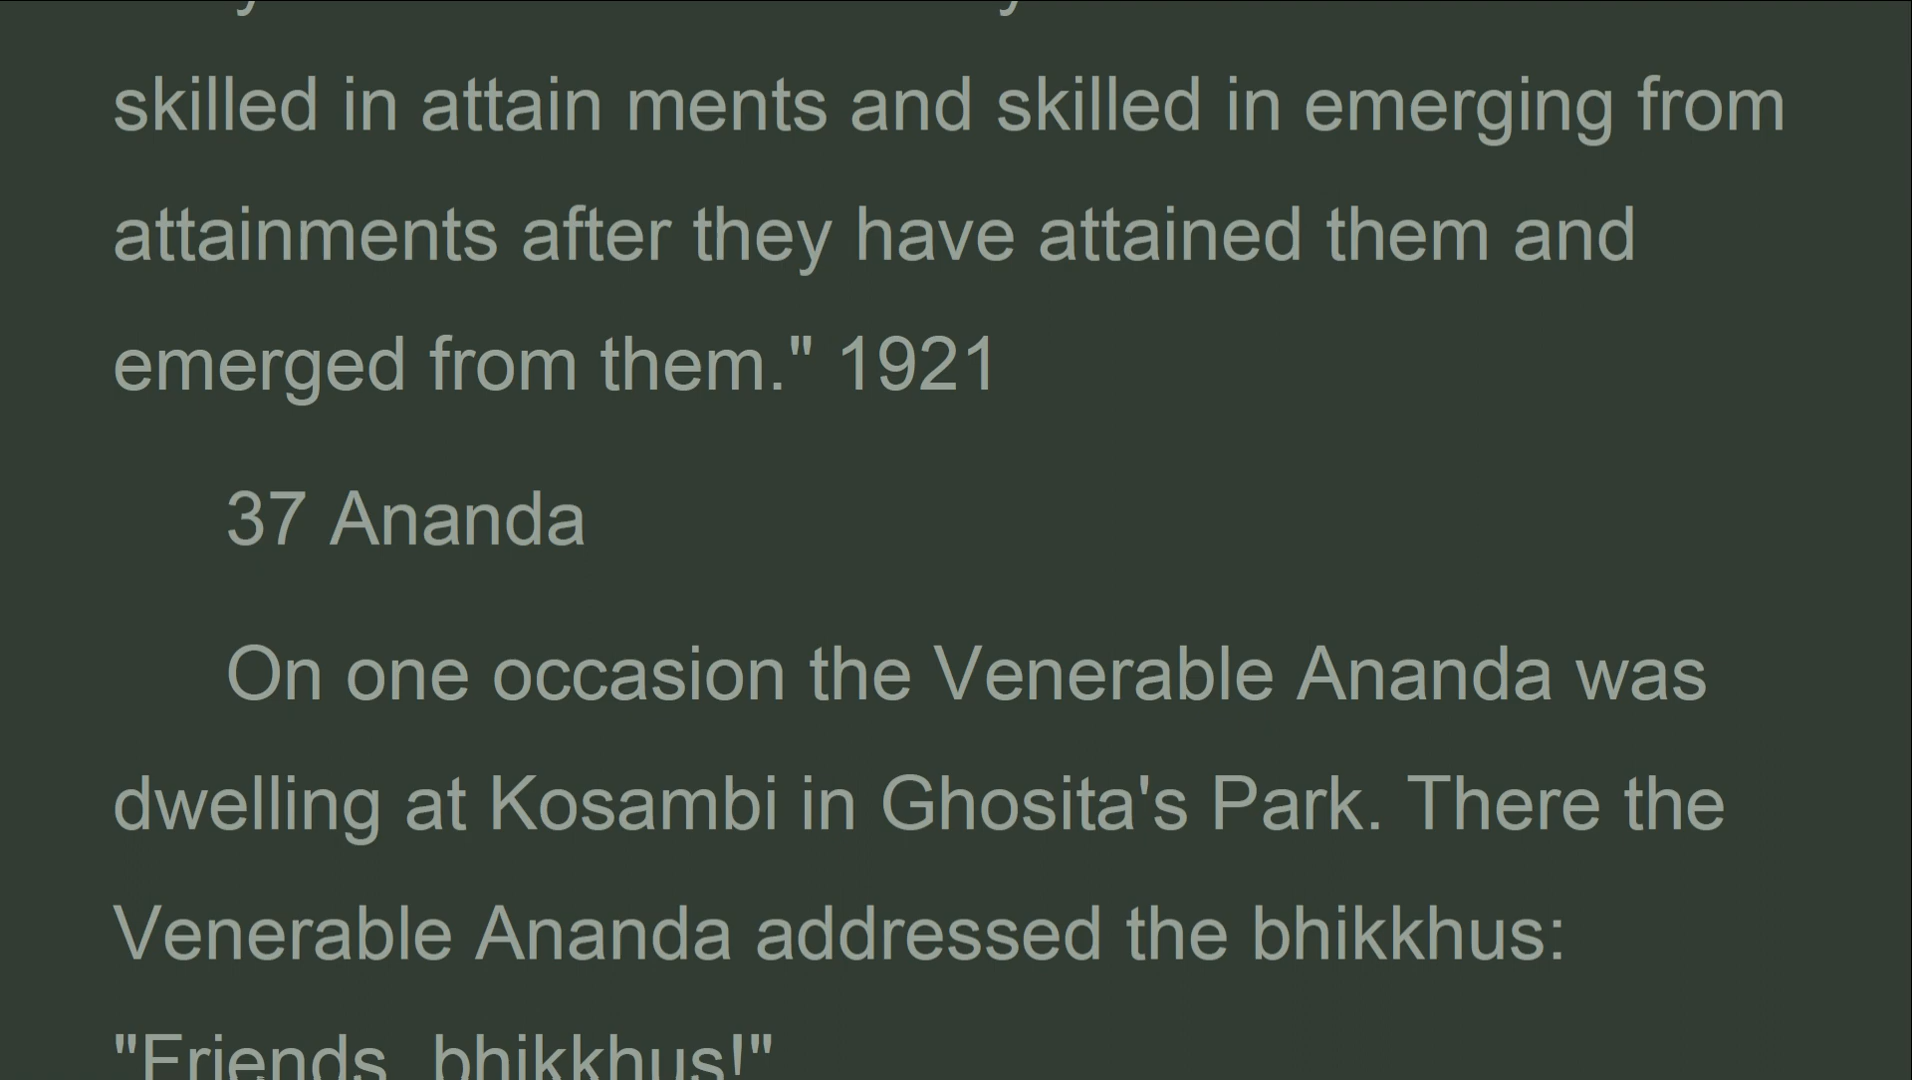 skilled in attain ments and skilled in emerging from
attainments after they have attained them and
emerged from them." 1921
37 Ananda
On one occasion the Venerable Ananda was
dwelling at Kosambi in Ghosita's Park. There the
Venerable Ananda addressed the bhikkhus:
"Friends, bhikkhus!"